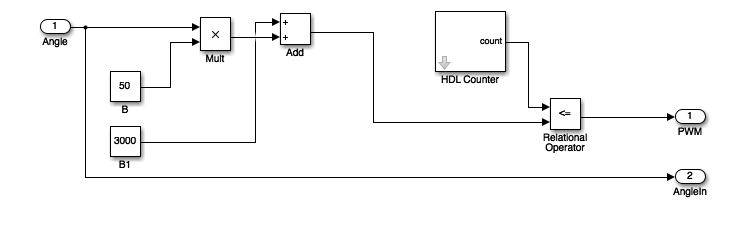 1
Angle
×
Mult
50
B
3000
B1
+
+
Add
count
HDL Counter
<=
Relational
Operator
1
PWM
2
AngleIn